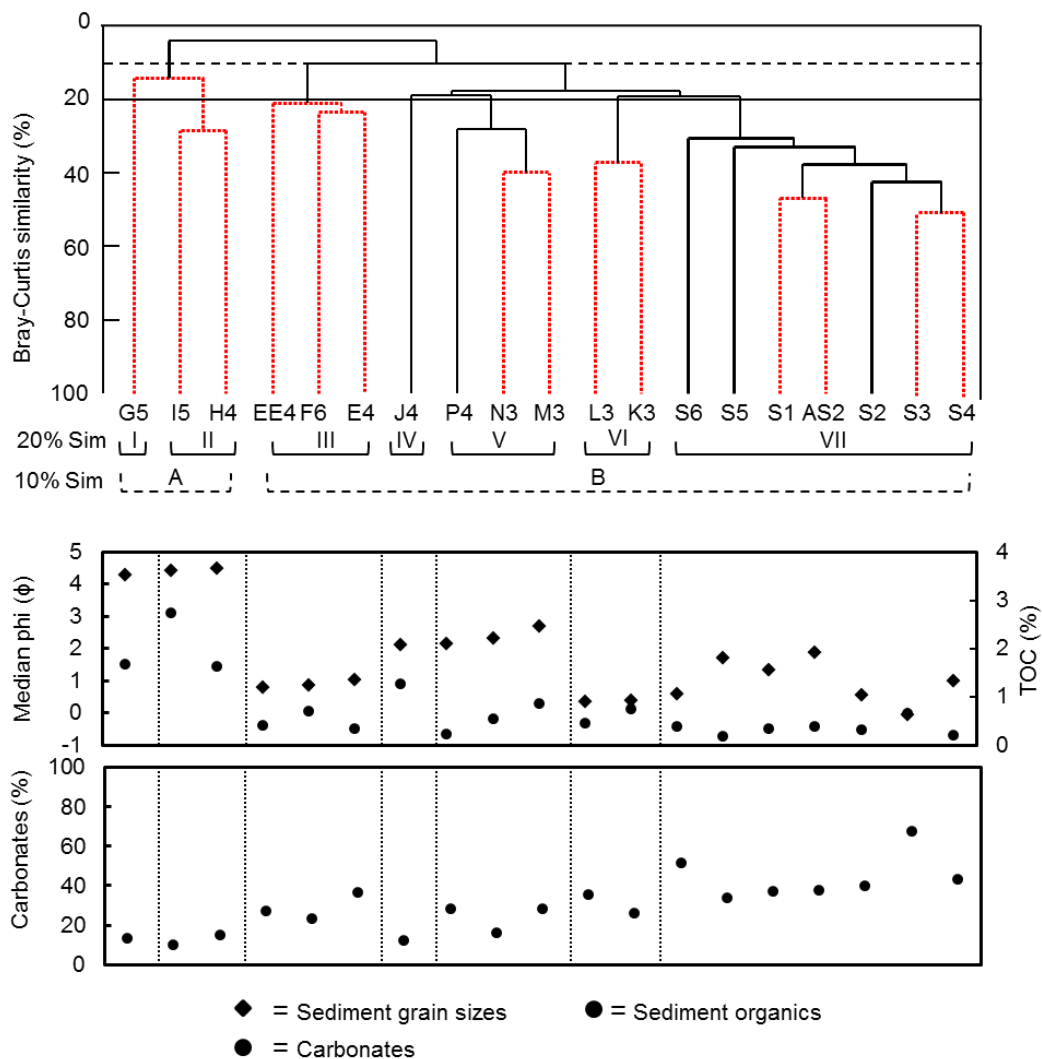 0
20
40
60
80
100
Bray-Curtis similarity (%)
G5 I5 H4 EE4 F6 E4 J4 P4 N3 M3 L3 K3 S6 S5 S1 AS2 S2 S3 S4
20% Sim I II III IV V VI VII
10% Sim A B
5
4
3
2
1
0
-1
Median phi (ϕ)
4
3
2
1
0
TOC (%)
100
80
60
40
20
0
Carbonates (%)
= Sediment grain sizes = Sediment organics
= Carbonates